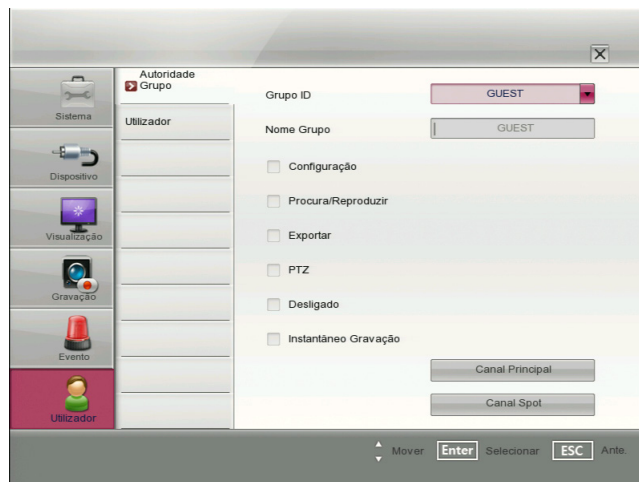 Sistema
Dispositivo
Visualização
Gravação
Evento
Utilizador
Autoridade
Grupo
Utilizador
Grupo ID
GUEST
Nome Grupo
GUEST
Configuração
Procura/Reproduzir
Exportar
PTZ
Desligado
Instantâneo Gravação
Canal Principal
Canal Spot
Mover Enter Selecionar ESC Ante.